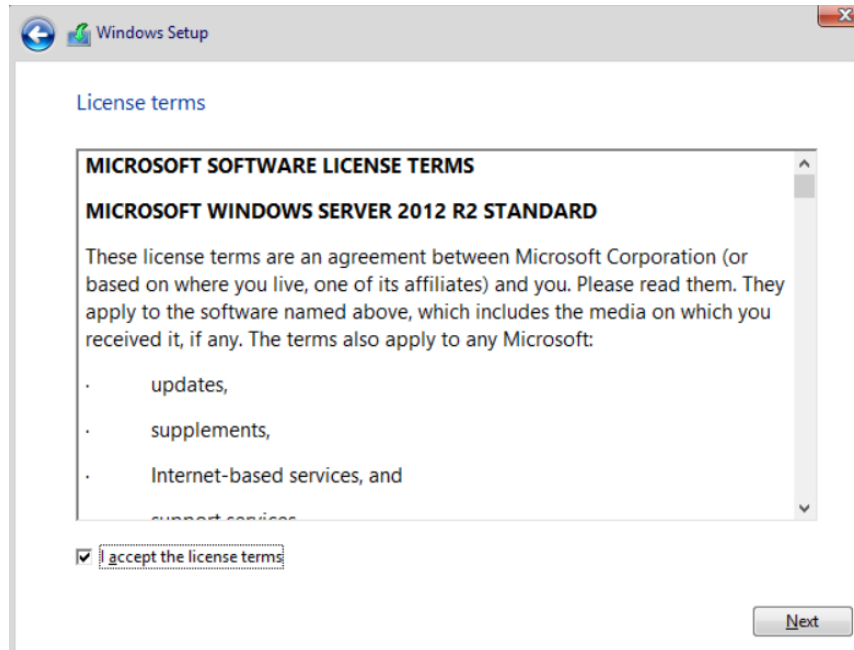 Windows Setup
License terms
MICROSOFT SOFTWARE LICENSE TERMS
MICROSOFT WINDOWS SERVER 2012 R2 STANDARD
These license terms are an agreement between Microsoft Corporation (or
based on where you live, one of its affiliates) and you. Please read them. They
apply to the software named above, which includes the media on which you
received it, if any. The terms also apply to any Microsoft:
· updates,
· supplements,
· Internet-based services, and
support services
I accept the license terms
Next